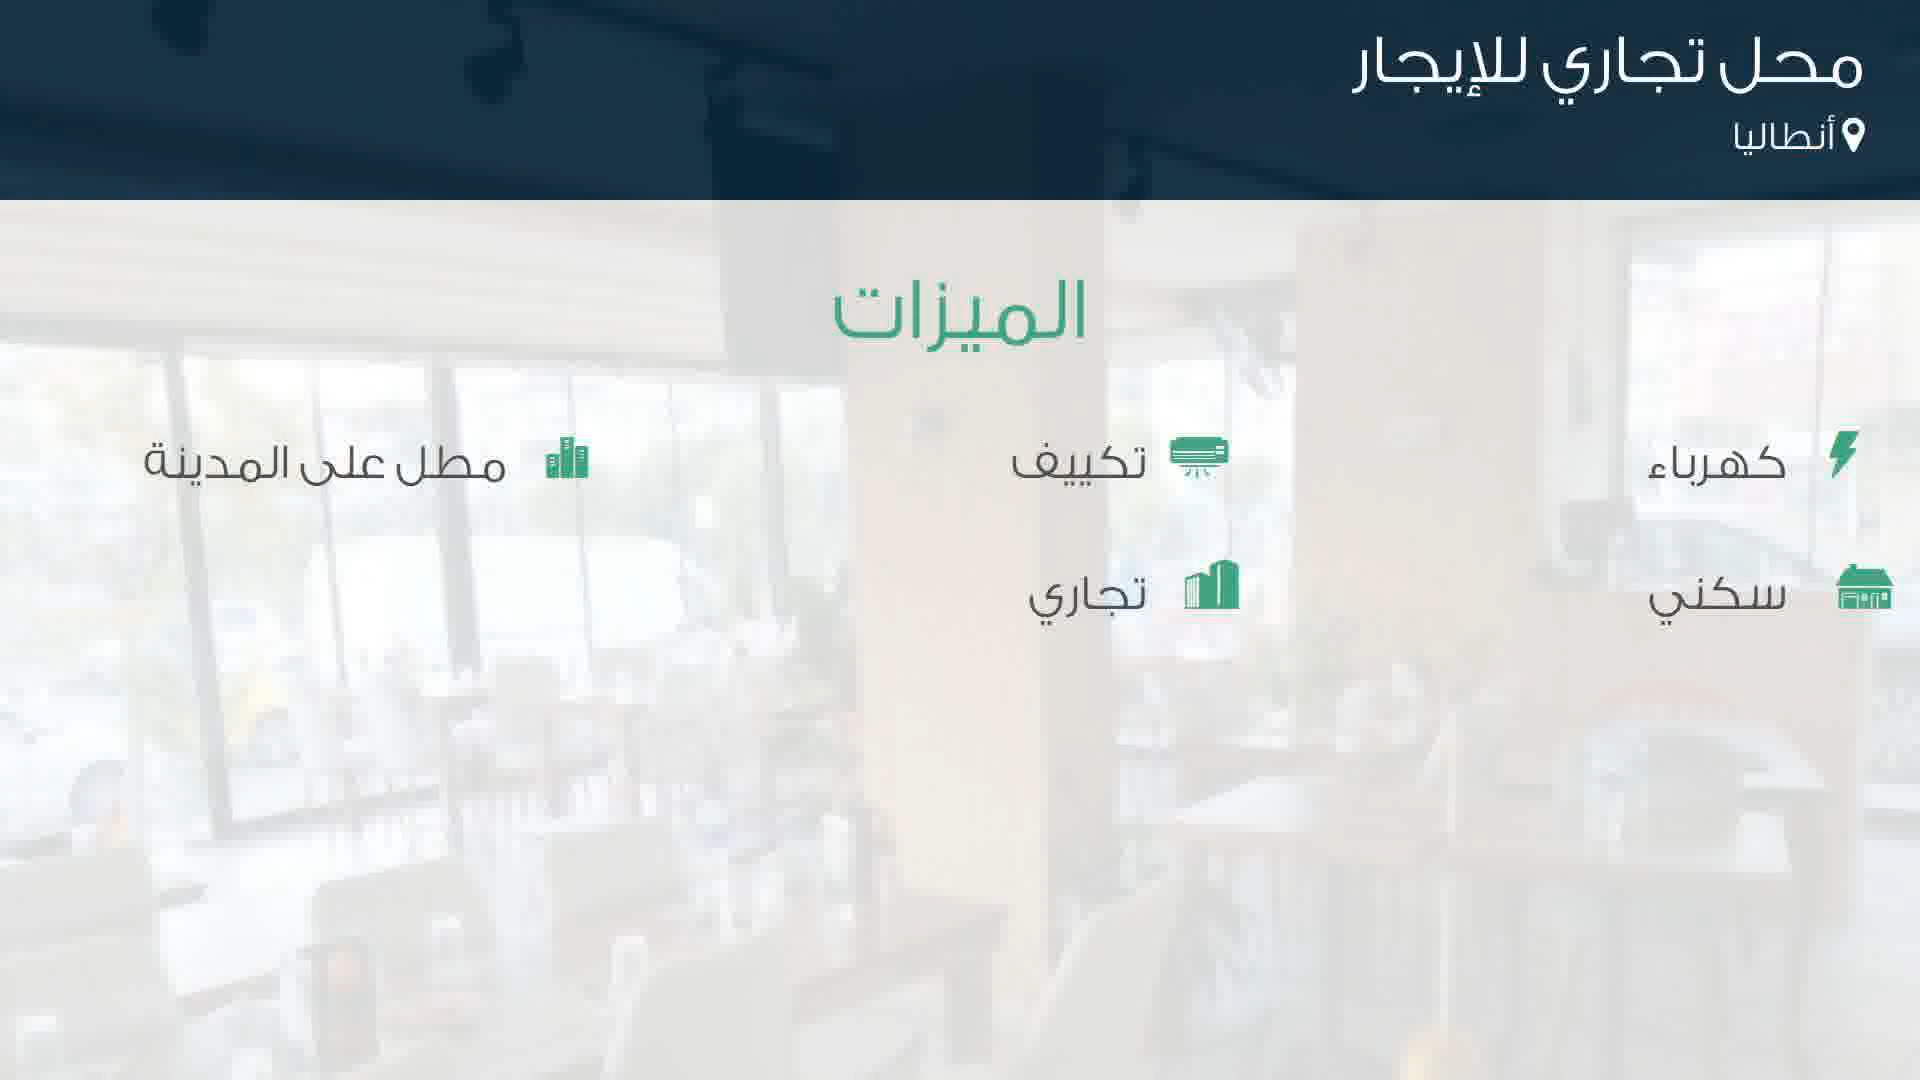 محل تجاري للإيجار
أنطاليا
الميزات
كهرباء
تكييف
مطل على المدينة
سكني
تجاري